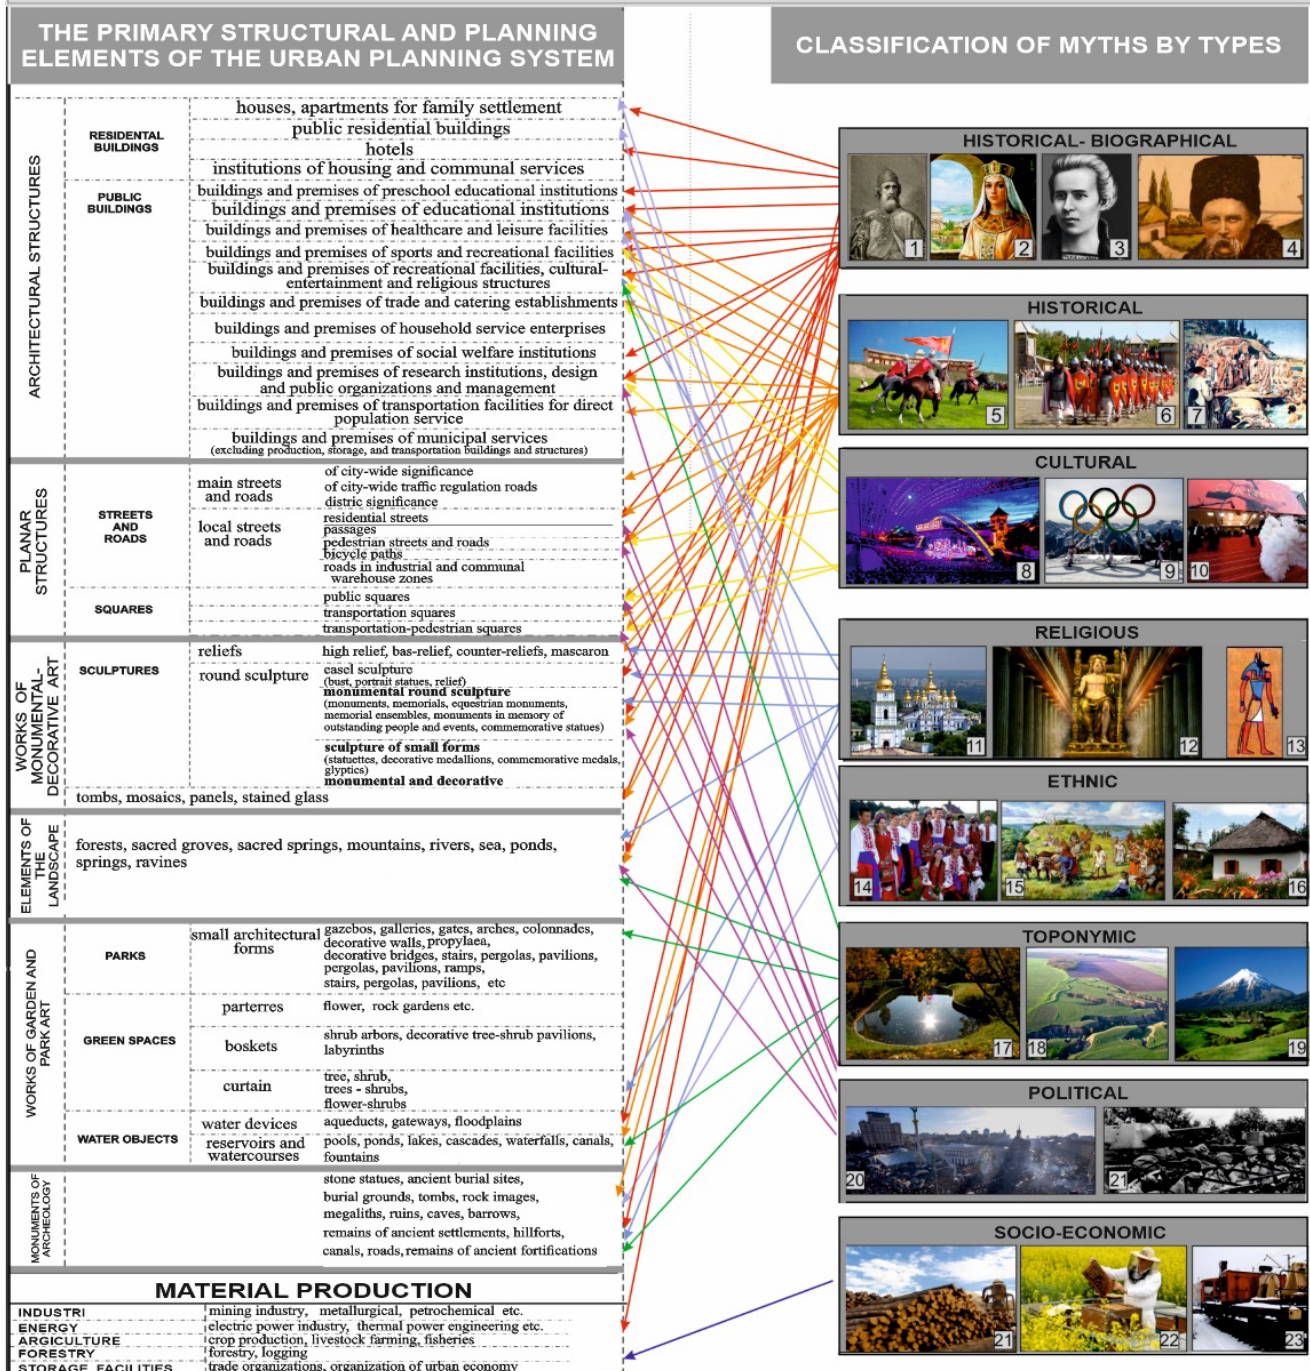 THE PRIMARY STRUCTURAL AND PLANNING
ELEMENTS OF THE URBAN PLANNING SYSTEM
ARCHITECTURAL STRUCTURES
RESIDENTIAL
BUILDINGS
houses, apartments for family settlement
public residential buildings
hotels
institutions of housing and communal services
PUBLIC
BUILDINGS
buildings and premises of preschool educational institutions
buildings and premises of educational institutions
buildings and premises of healthcare and leisure facilities
buildings and premises of sports and recreational facilities
buildings and premises of recreational facilities, cultural-
entertainment and religious structures
buildings and premises of trade and catering establishments
buildings and premises of household service enterprises
buildings and premises of social welfare institutions
buildings and premises of research institutions, design
and public organizations and management
buildings and premises of transportation facilities for direct
population service
buildings and premises of municipal services
(excluding production, storage, and transportation buildings and structures)
PLANAR
STRUCTURES
STREETS
AND
ROADS
main streets
and roads
of city-wide significance
of city-wide traffic regulation roads
distric significance
local streets
and roads
residential streets
passages
pedestrian streets and roads
bicycle paths
roads in industrial and communal
warehouse zones
SQUARES
public squares
transportation squares
transportation-pedestrian squares
WORKS OF
MONUMENTAL-
DECORATIVE ART
SCULPTURES
reliefs
high relief, bas-relief, counter-reliefs, mascaron
round sculpture
easel sculpture
(bust, portrait statues, relief)
monumental round sculpture
(monuments, memorials, equestrian monuments,
memorial ensembles, monuments in memory of
outstanding people and events, commemorative statues)
sculpture of small forms
(statuettes, decorative medallions, commemorative medals,
glyptics)
monumental and decorative
tombs, mosaics, panels, stained glass
ELEMENTS OF
THE
LANDSCAPE
forests, sacred groves, sacred springs, mountains, rivers, sea, ponds,
springs, ravines
WORKS OF GARDEN AND
PARK ART
PARKS
small architectural
forms
gazebos, galleries, gates, arches, colonnades,
decorative walls, propylaea,
decorative bridges, stairs, pergolas, pavilions,
pergolas, pavilions, ramps,
stairs, pergolas, pavilions, etc
GREEN SPACES
parterres
flower, rock gardens etc.
boskets
shrub arbors, decorative tree-shrub pavilions,
labyrinths
curtain
tree, shrub,
trees - shrubs,
flower-shrubs
WATER OBJECTS
water devices
aqueducts, gateways, floodplains
reservoirs and
watercourses
pools, ponds, lakes, cascades, waterfalls, canals,
fountains
MONUMENTS OF
ARCHEOLOGY
stone statues, ancient burial sites,
burial grounds, tombs, rock images,
megaliths, ruins, caves, barrows,
remains of ancient settlements, hillforts,
canals, roads, remains of ancient fortifications
MATERIAL PRODUCTION
INDUSTRI
mining industry, metallurgical, petrochemical etc.
ENERGY
electric power industry, thermal power engineering etc.
ARGICULTURE
crop production, livestock farming, fisheries
FORESTRY
forestry, logging
STORAGE FACILITIES
trade organizations, organization of urban economy
CLASSIFICATION OF MYTHS BY TYPES
HISTORICAL- BIOGRAPHICAL
1 2 3 4
HISTORICAL
5 6 7
CULTURAL
8 9 10
RELIGIOUS
11 12 13
ETHNIC
14 15 16
TOPONYMIC
17 18 19
POLITICAL
20 21
SOCIO-ECONOMIC
21 22 23